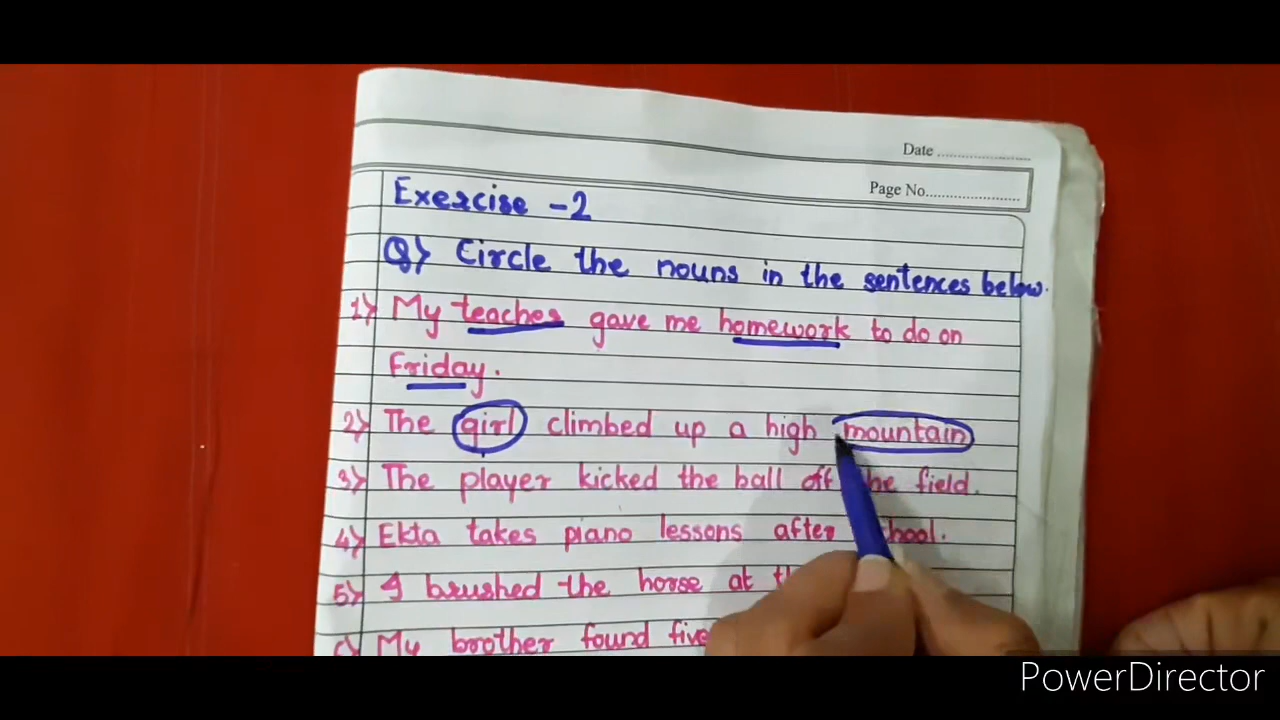 Date
Page No
Exercise -2
Q> Circle the nouns in the sentences below.
1> My teacher gave me homework to do on
Friday.
2> The girl climbed up a high mountain
3> The player kicked the ball off the field.
4> Ekta takes piano lessons after school.
5> I brushed the horse at
My brother found five
PowerDirector